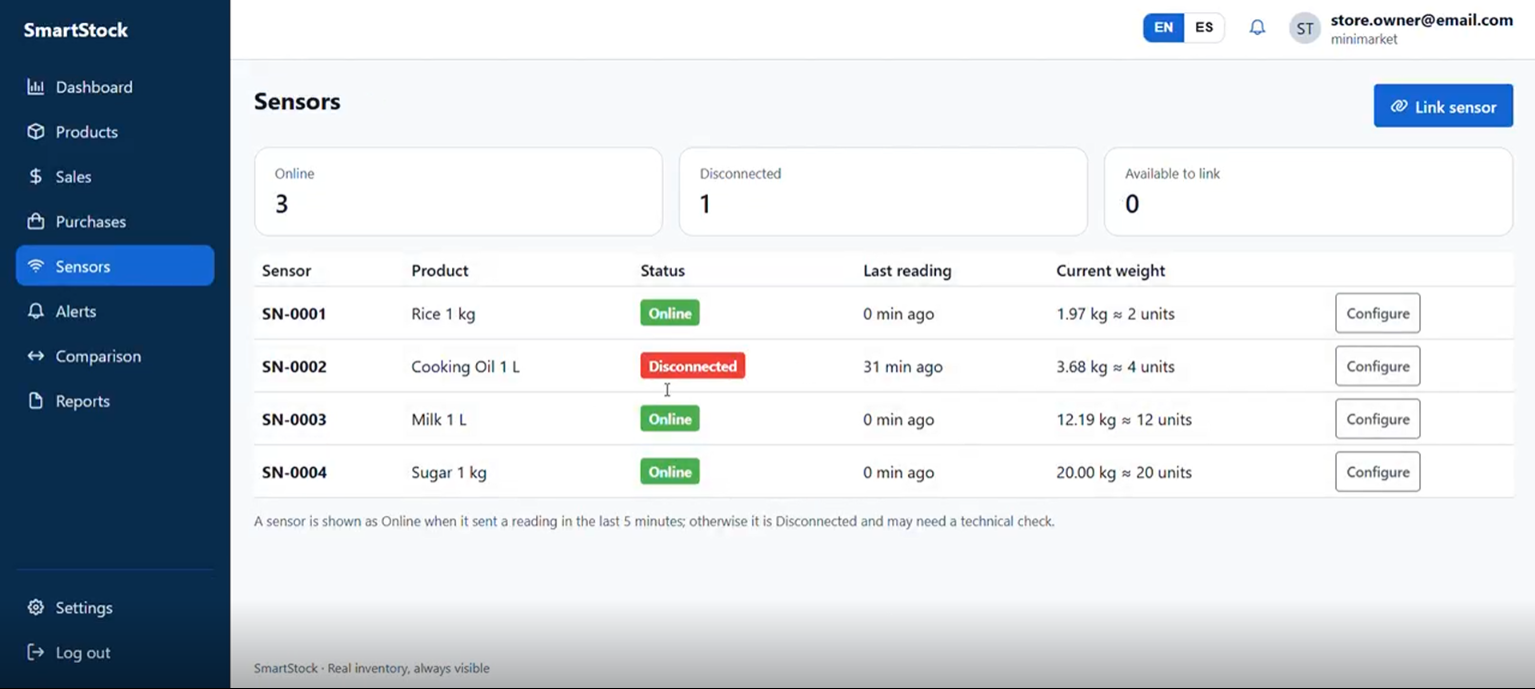 SmartStock
Dashboard
Products
Sales
Purchases
Sensors
Alerts
Comparison
Reports
Settings
Log out
EN ES
ST
store.owner@email.com
minimarket
Sensors
Link sensor
Online
3
Disconnected
1
Available to link
0
Sensor Product Status Last reading Current weight
SN-0001 Rice 1 kg Online 0 min ago 1.97 kg ≈ 2 units Configure
SN-0002 Cooking Oil 1 L Disconnected 31 min ago 3.68 kg ≈ 4 units Configure
SN-0003 Milk 1 L Online 0 min ago 12.19 kg ≈ 12 units Configure
SN-0004 Sugar 1 kg Online 0 min ago 20.00 kg ≈ 20 units Configure
A sensor is shown as Online when it sent a reading in the last 5 minutes; otherwise it is Disconnected and may need a technical check.
SmartStock · Real inventory, always visible